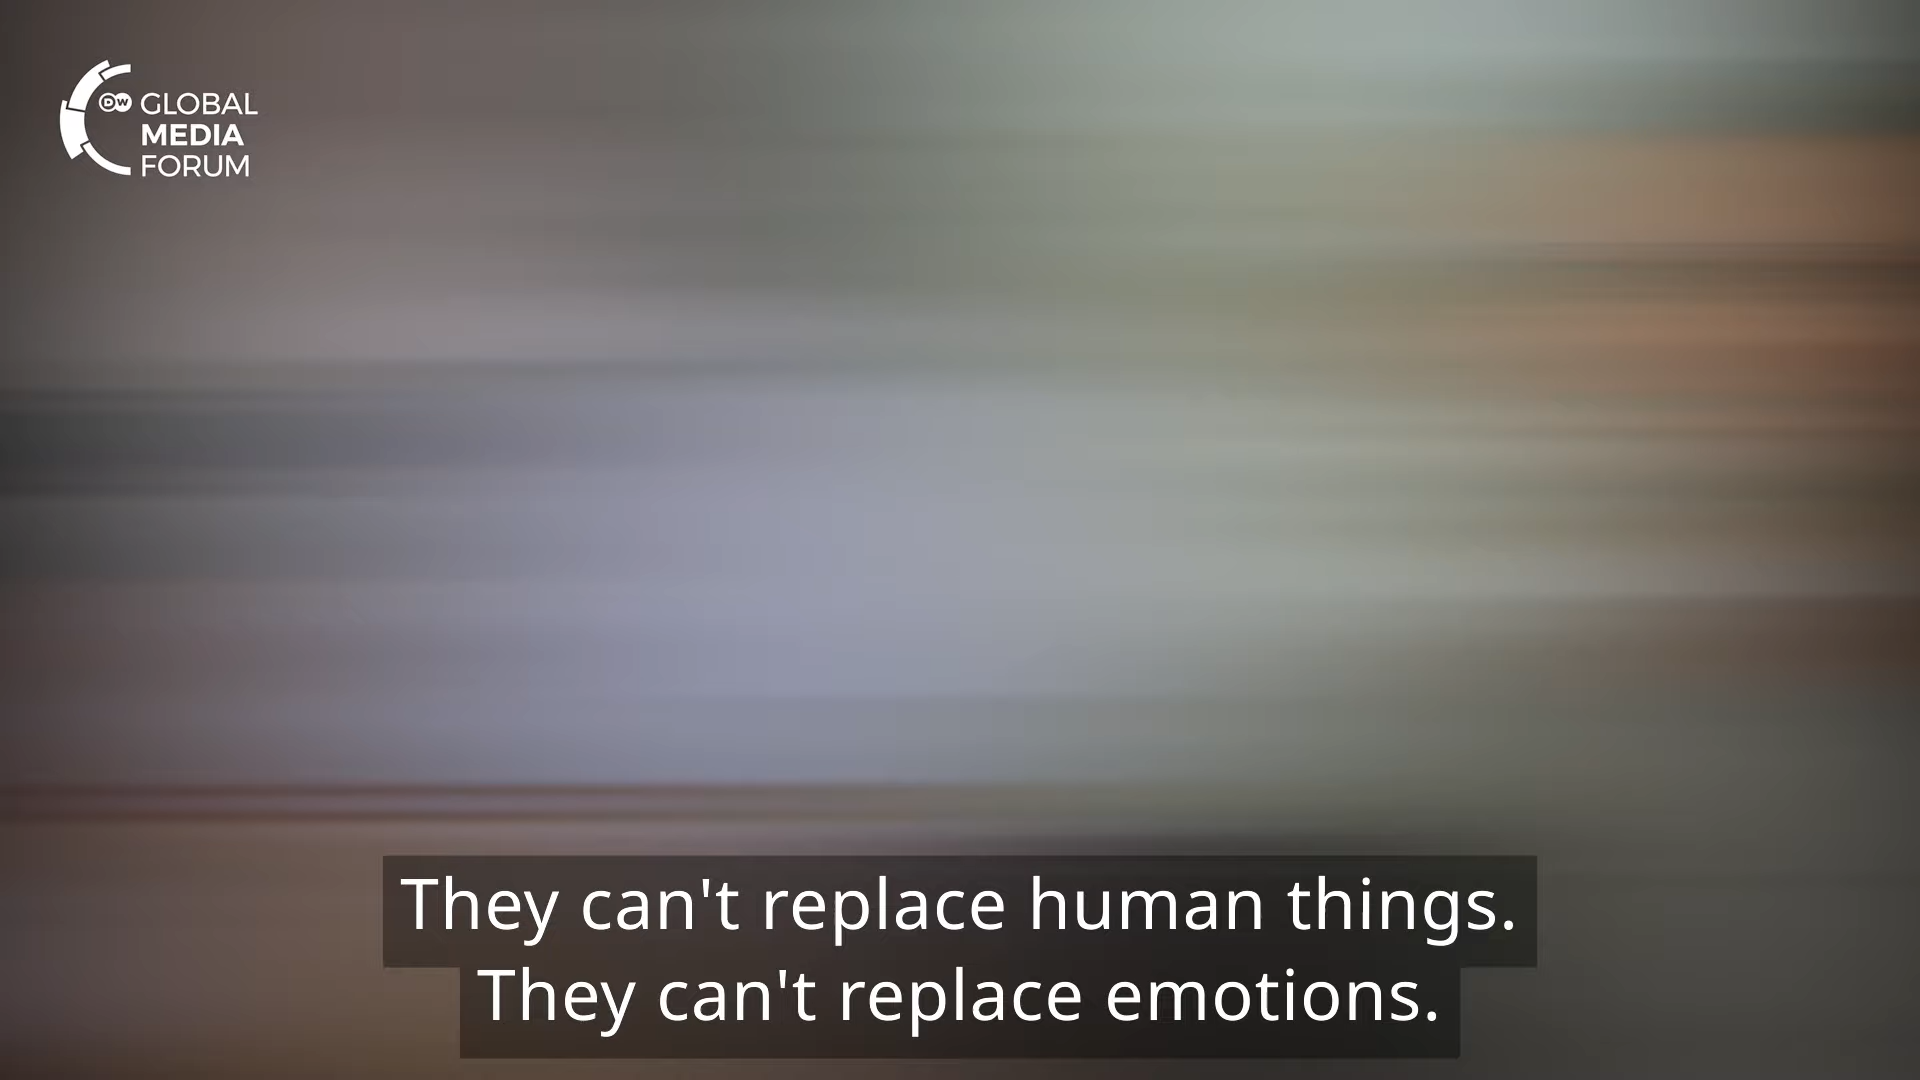 DW GLOBAL
MEDIA
FORUM
They can't replace human things.
They can't replace emotions.